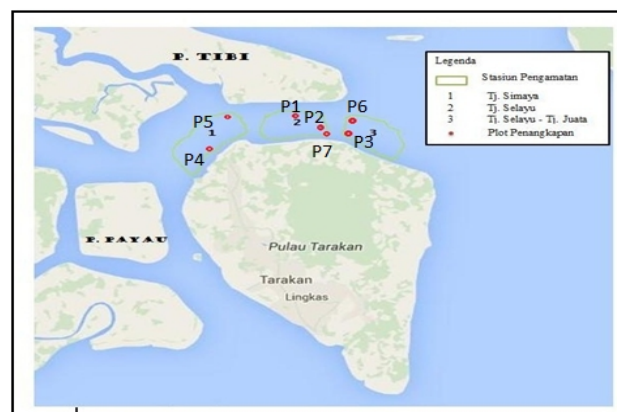 P. TIBI
Legenda
Stasiun Pengamatan
1 Tj. Simaya
2 Tj. Selayu
3 Tj. Selayu - Tj. Juata
Plot Penangkapan
P1
P6
P5
2
P2
1
P3
3
P4
P7
P. PAYAU
Pulau Tarakan
Tarakan
Lingkas